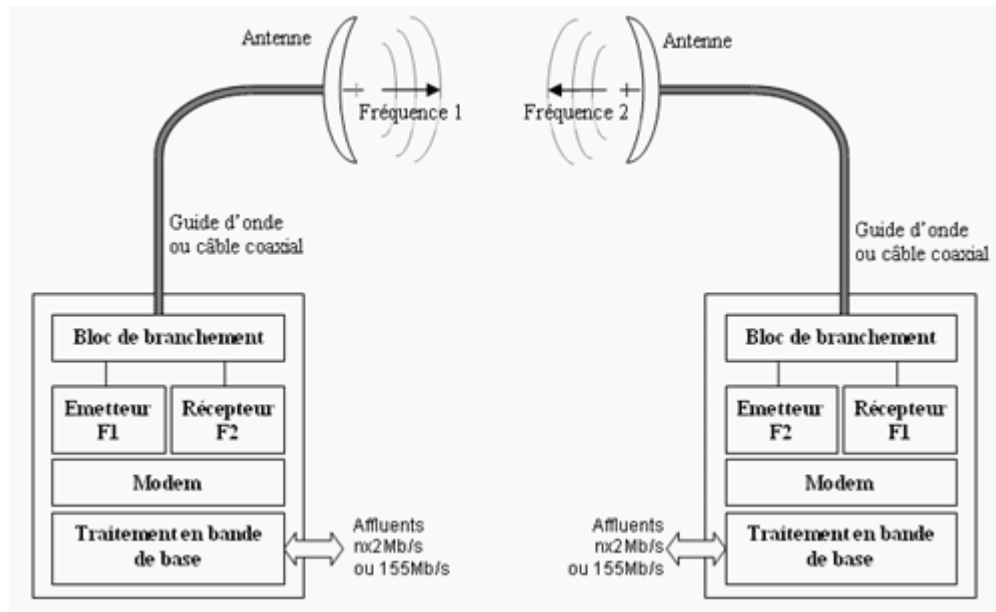 Antenne
Fréquence 1
Guide d'onde
ou câble coaxial
Bloc de branchement
Emetteur
F1
Récepteur
F2
Modem
Traitement en bande
de base
Affluents
nx2Mb/s
ou 155Mb/s
Antenne
Fréquence 2
Guide d'onde
ou câble coaxial
Bloc de branchement
Emetteur
F2
Récepteur
F1
Modem
Traitement en bande
de base
Affluents
nx2Mb/s
ou 155Mb/s